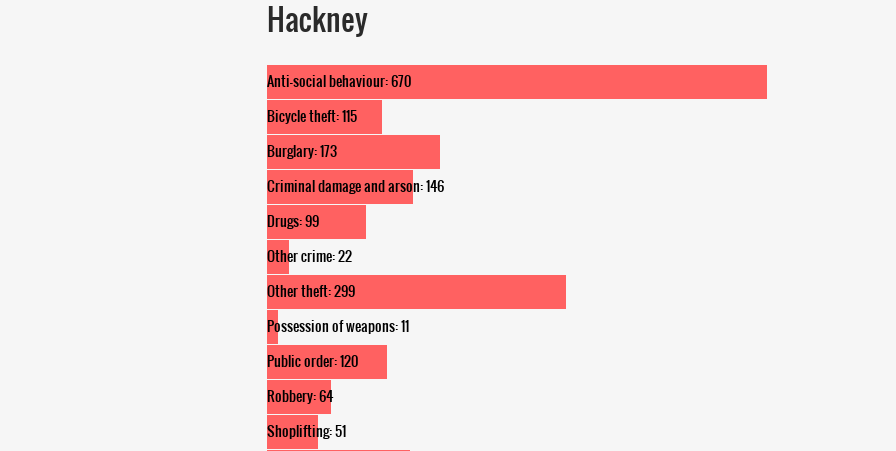 Hackney
Anti-social behaviour: 670
Bicycle theft: 115
Burglary: 173
Criminal damage and arson: 146
Drugs: 99
Other crime: 22
Other theft: 299
Possession of weapons: 11
Public order: 120
Robbery: 64
Shoplifting: 51